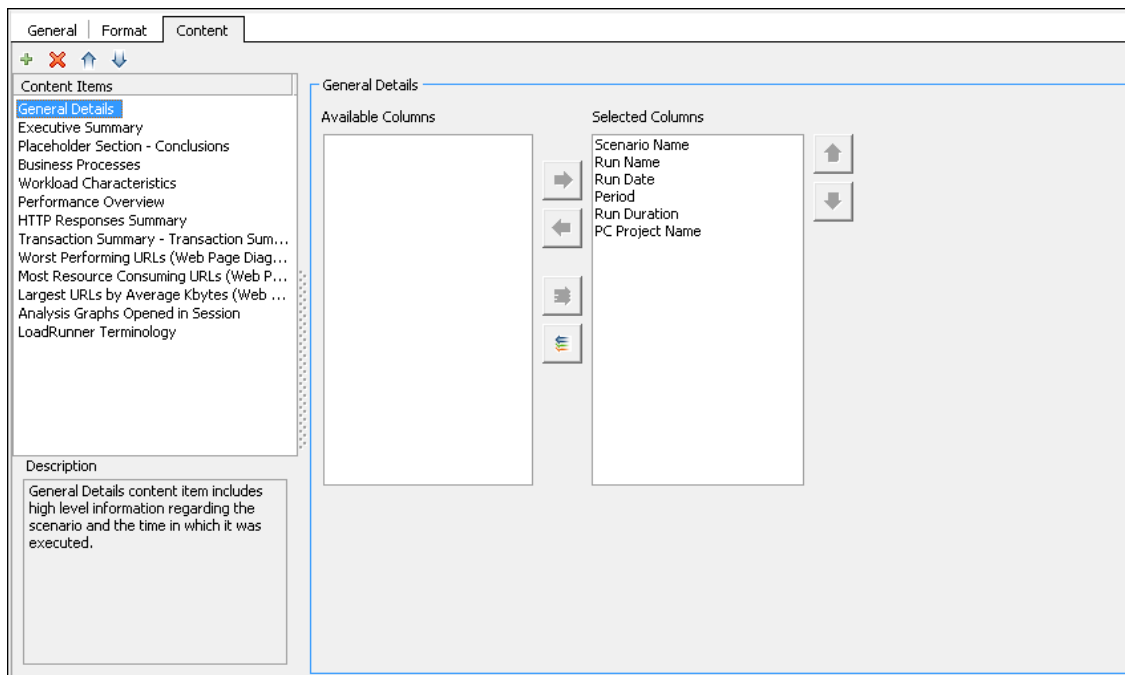 General Format Content
Content Items
General Details
Executive Summary
Placeholder Section - Conclusions
Business Processes
Workload Characteristics
Performance Overview
HTTP Responses Summary
Transaction Summary - Transaction Sum...
Worst Performing URLs (Web Page Diag...
Most Resource Consuming URLs (Web P...
Largest URLs by Average Kbytes (Web ...
Analysis Graphs Opened in Session
LoadRunner Terminology
Description
General Details content item includes
high level information regarding the
scenario and the time in which it was
executed.
General Details
Available Columns
Selected Columns
Scenario Name
Run Name
Run Date
Period
Run Duration
PC Project Name